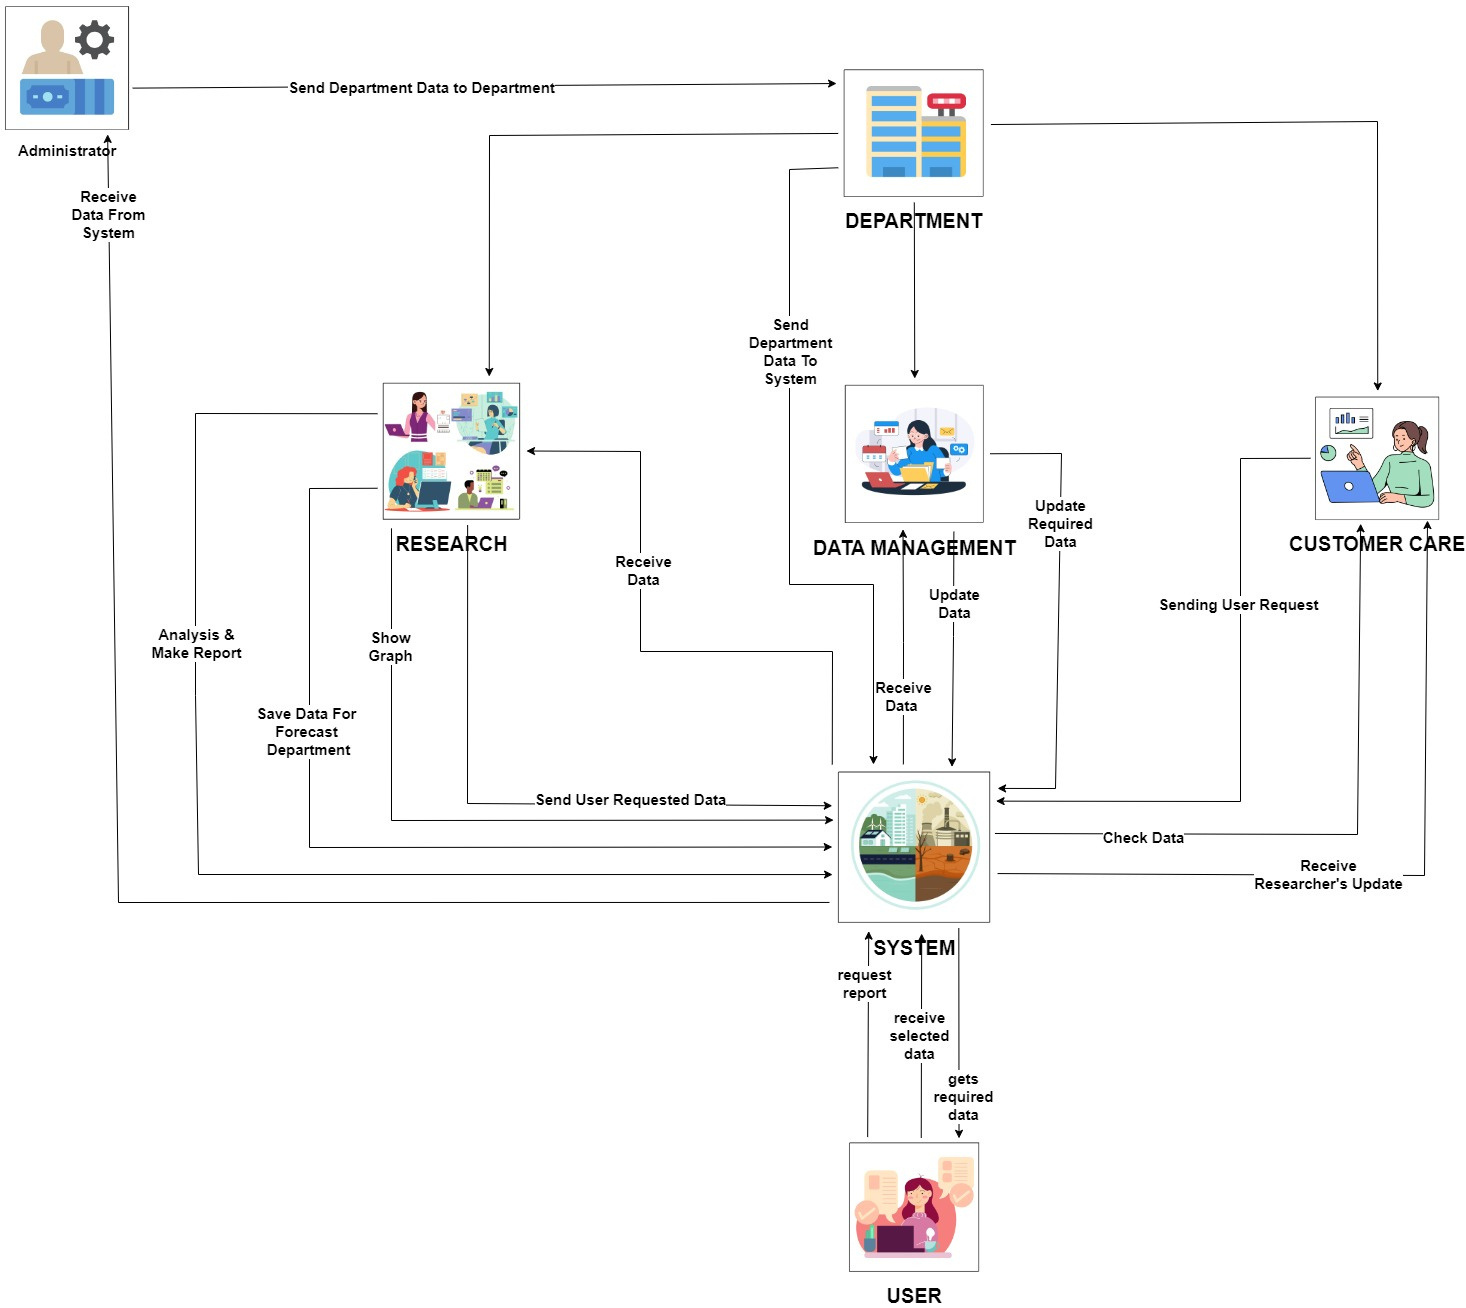 Send Department Data to Department
Administrator
Receive
Data From
System
DEPARTMENT
Send
Department
Data To
System
RESEARCH
DATA MANAGEMENT
CUSTOMER CARE
Update
Required
Data
Receive
Data
Update
Data
Sending User Request
Analysis &
Make Report
Show
Graph
Save Data For
Forecast
Department
Receive
Data
Send User Requested Data
Check Data
Receive
Researcher's Update
SYSTEM
request
report
receive
selected
data
gets
required
data
USER